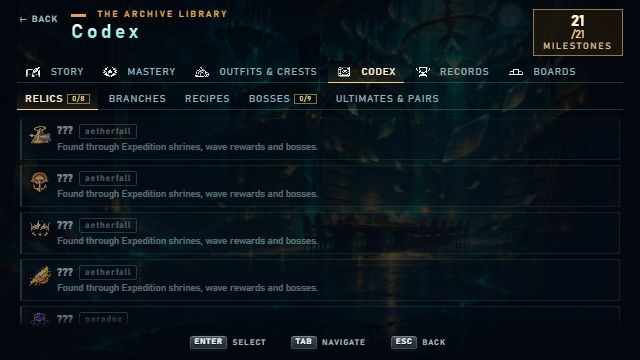 ← BACK
THE ARCHIVE LIBRARY
Codex
21
/21
MILESTONES
STORY MASTERY OUTFITS & CRESTS CODEX RECORDS BOARDS
RELICS 0/8 BRANCHES RECIPES BOSSES 0/9 ULTIMATES & PAIRS
??? aetherfall
Found through Expedition shrines, wave rewards and bosses.
??? aetherfall
Found through Expedition shrines, wave rewards and bosses.
??? aetherfall
Found through Expedition shrines, wave rewards and bosses.
??? aetherfall
Found through Expedition shrines, wave rewards and bosses.
??? paradox
ENTER SELECT TAB NAVIGATE ESC BACK